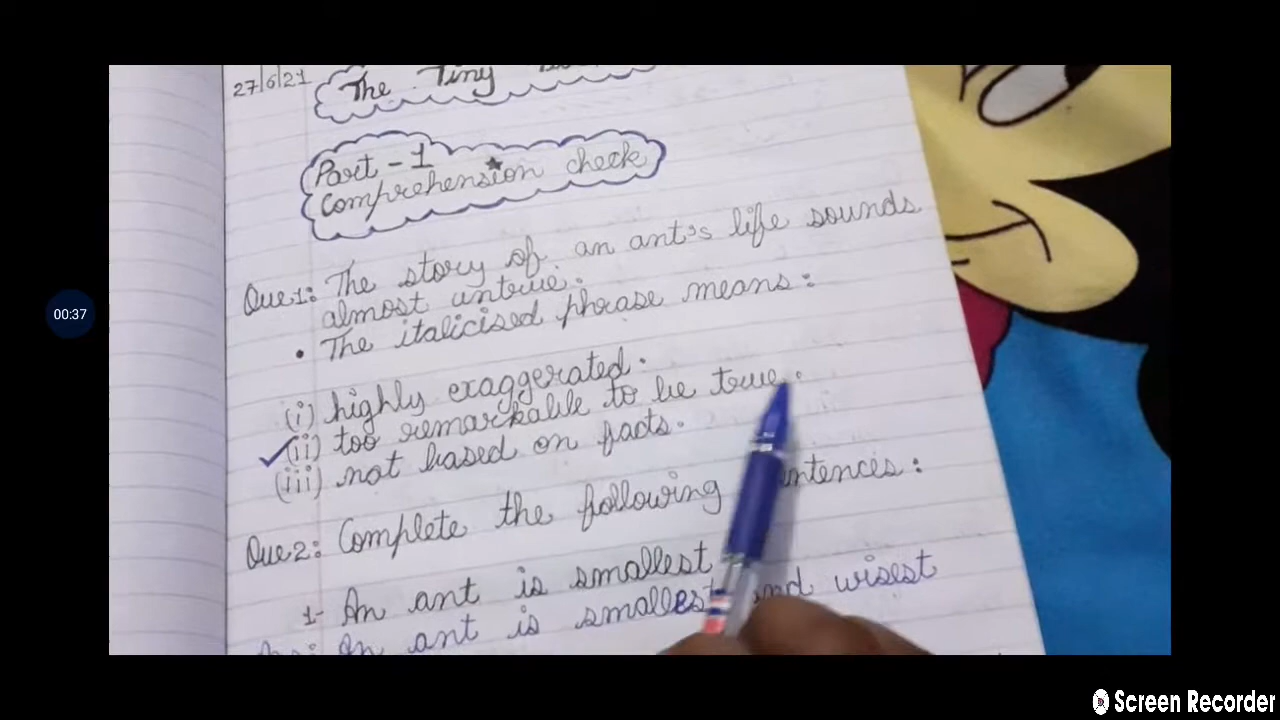 27/6/21
The Tiny
Part - 1
Comprehension check
Que1: The story of an ant's life sounds
almost untrue.
• The italicised phrase means:
(i) highly exaggerated.
(ii) too remarkable to be true.
(iii) not based on facts.
Que2: Complete the following
1- An ant is smallest
An ant is smallest and wisest
00:37
Screen Recorder